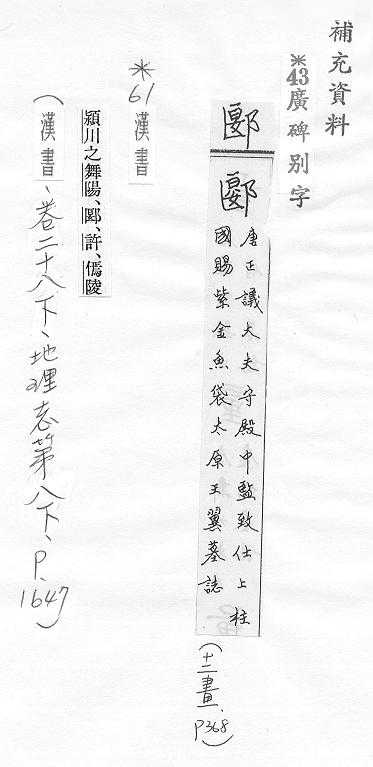 補充資料
※43廣碑別字
郾
郾 唐正議大夫守殿中監致仕上柱
國賜紫金魚袋太原王翼墓誌
(十二畫、P368)
※61漢書
潁川之舞陽、郾、許、傿陵
(漢書、卷二十八下、地理志第八下、P.1647)